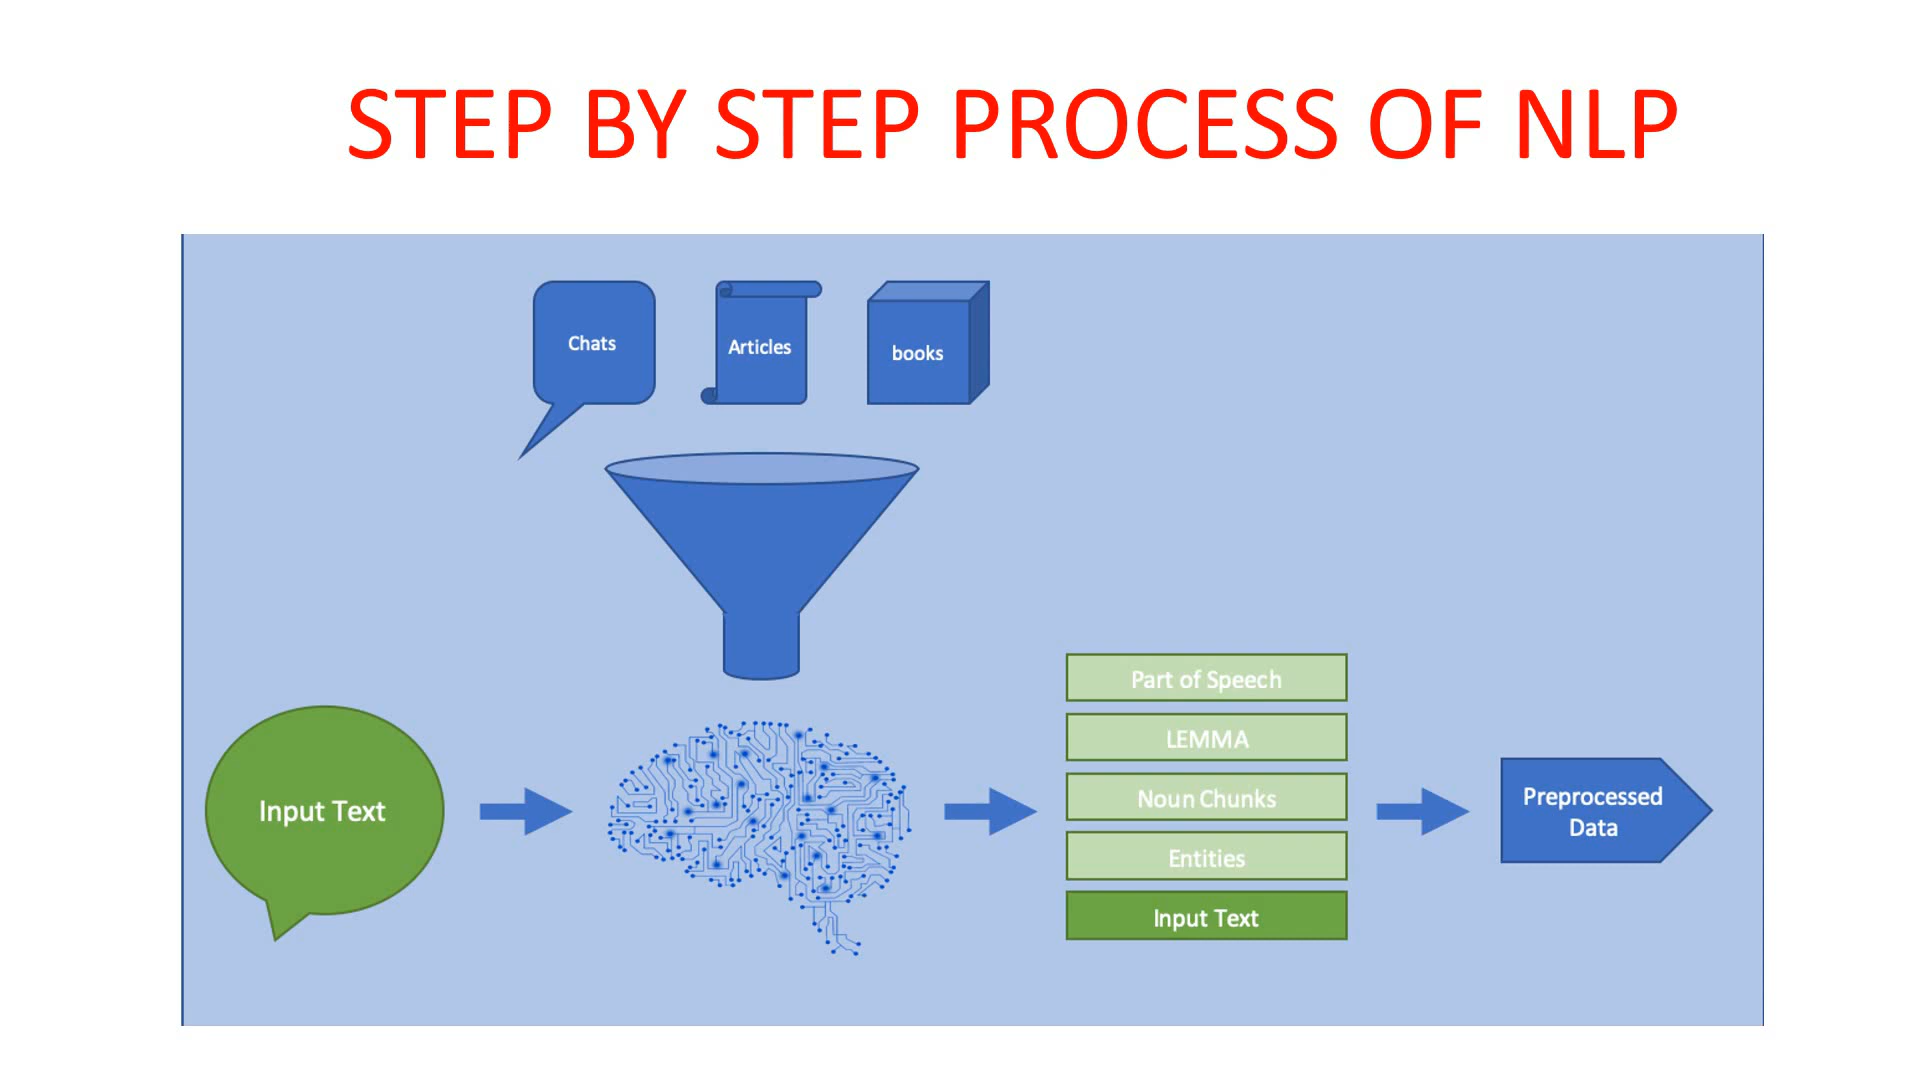 STEP BY STEP PROCESS OF NLP
Chats
Articles
books
Input Text
Part of Speech
LEMMA
Noun Chunks
Entities
Input Text
Preprocessed
Data